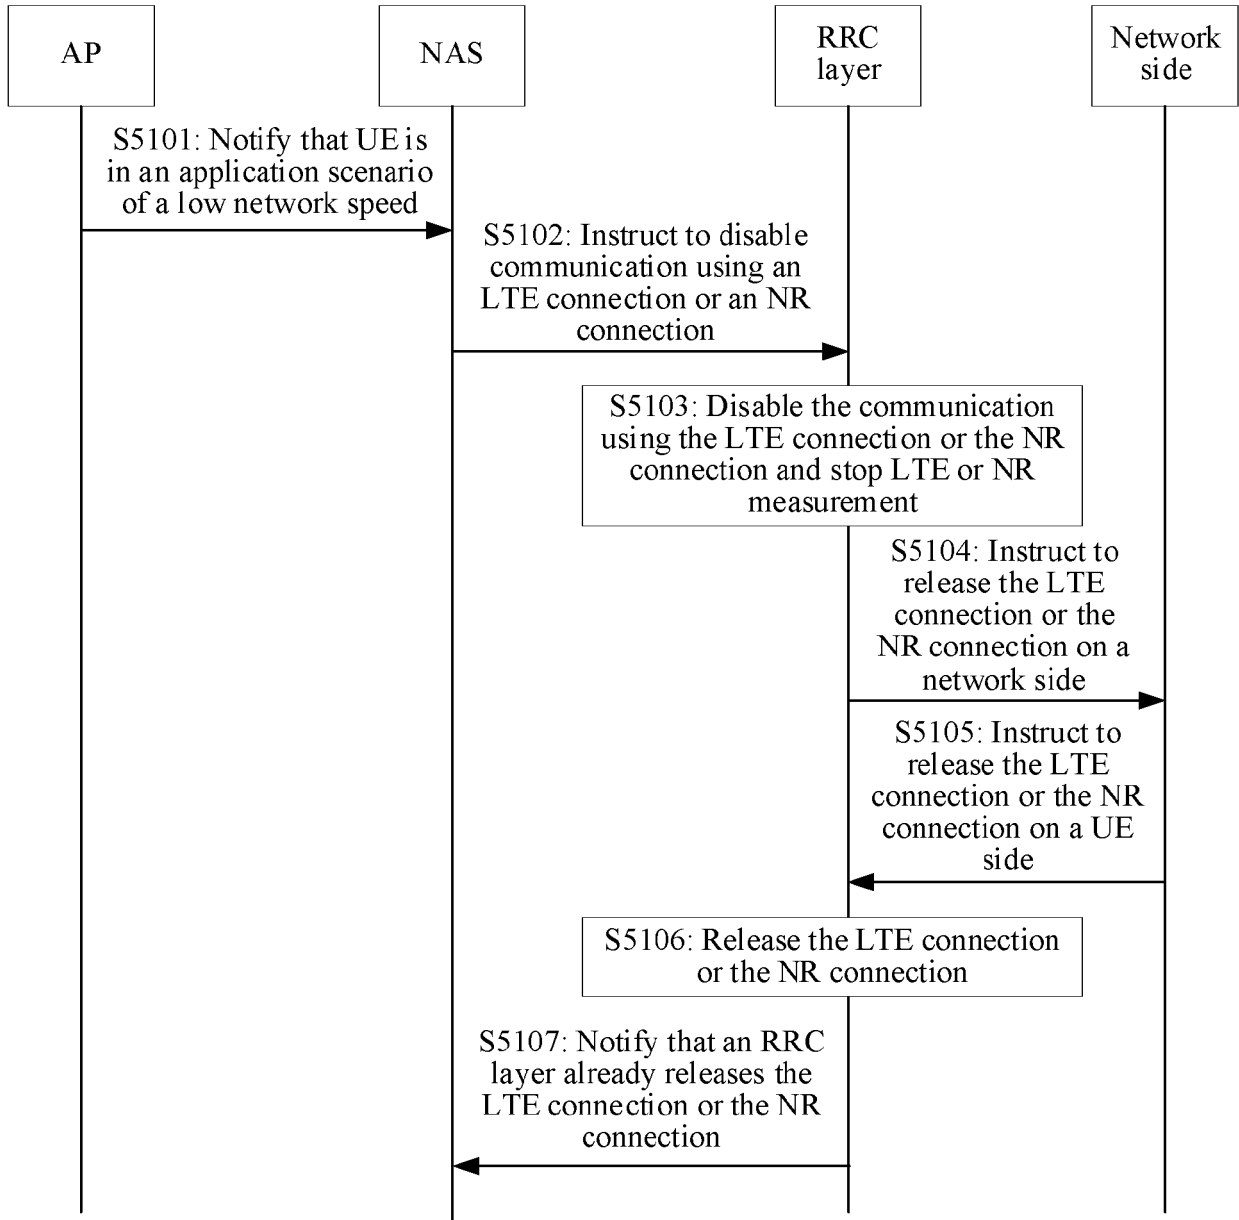 AP
NAS
RRC
layer
Network
side
S5101: Notify that UE is
in an application scenario
of a low network speed
S5102: Instruct to disable
communication using an
LTE connection or an NR
connection
S5103: Disable the communication
using the LTE connection or the NR
connection and stop LTE or NR
measurement
S5104: Instruct to
release the LTE
connection or the
NR connection on a
network side
S5105: Instruct to
release the LTE
connection or the NR
connection on a UE
side
S5106: Release the LTE connection
or the NR connection
S5107: Notify that an RRC
layer already releases the
LTE connection or the NR
connection